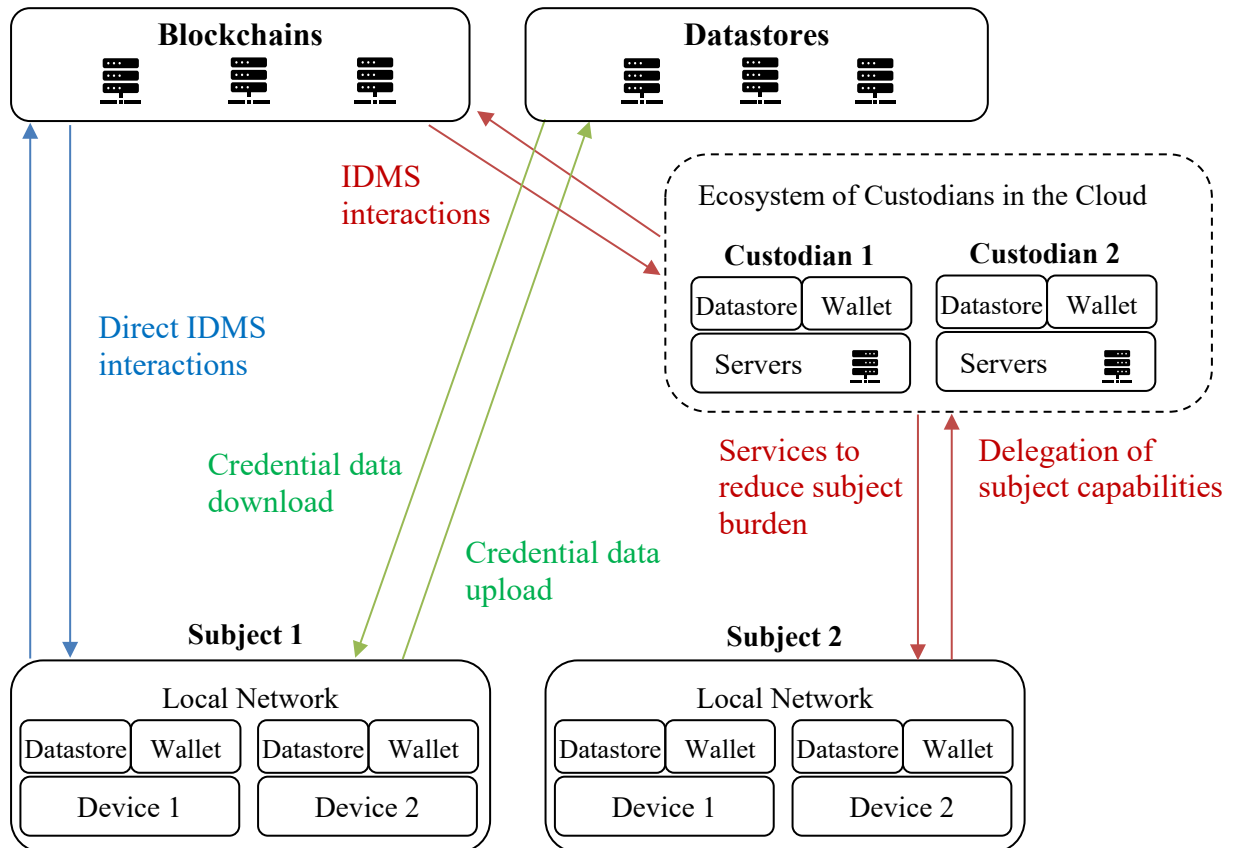 Blockchains
Datastores
IDMS
interactions
Ecosystem of Custodians in the Cloud
Custodian 1
Custodian 2
Datastore
Wallet
Datastore
Wallet
Servers
Servers
Direct IDMS
interactions
Credential data
download
Services to
reduce subject
burden
Delegation of
subject capabilities
Credential data
upload
Subject 1
Subject 2
Local Network
Datastore
Wallet
Datastore
Wallet
Device 1
Device 2
Local Network
Datastore
Wallet
Datastore
Wallet
Device 1
Device 2